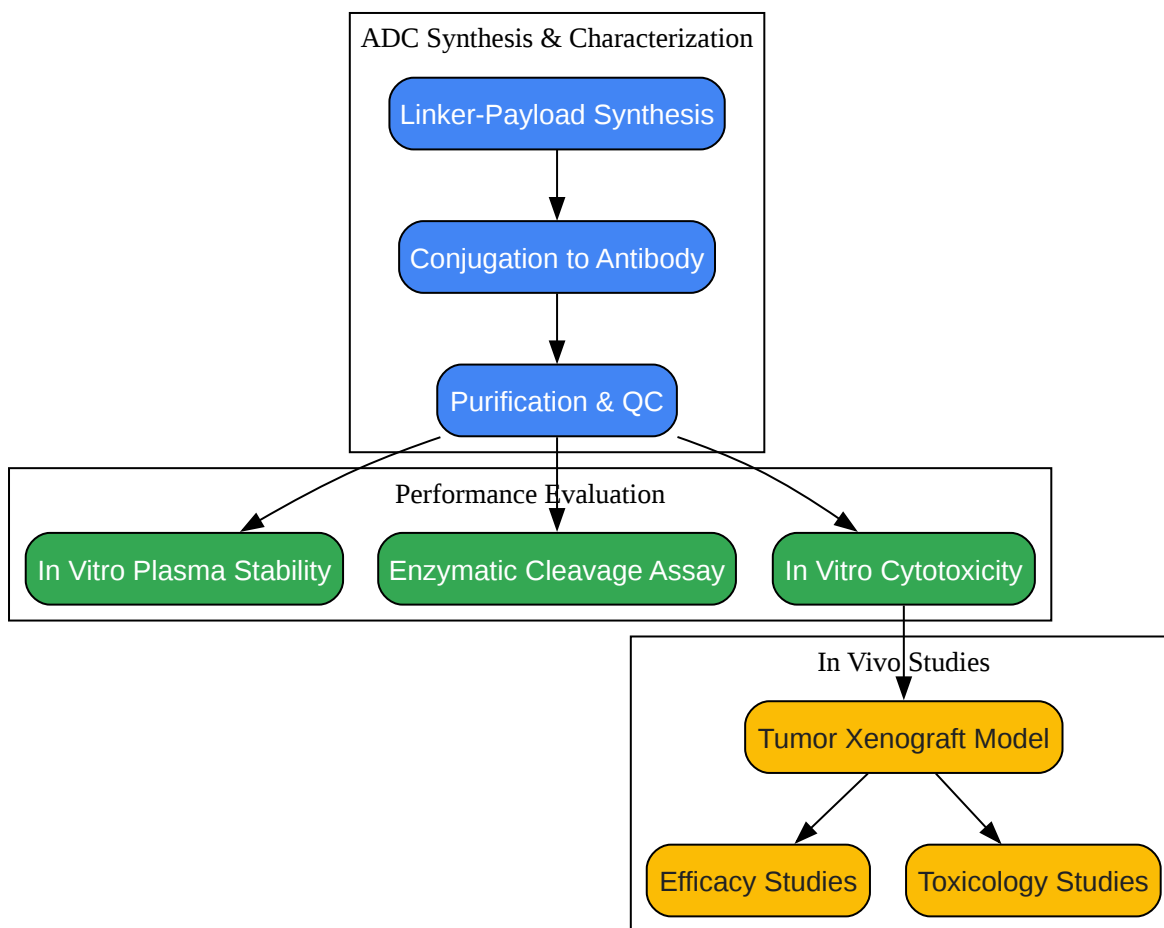 ADC Synthesis & Characterization
Linker-Payload Synthesis
Conjugation to Antibody
Purification & QC
Performance Evaluation
In Vitro Plasma Stability
Enzymatic Cleavage Assay
In Vitro Cytotoxicity
In Vivo Studies
Tumor Xenograft Model
Efficacy Studies
Toxicology Studies